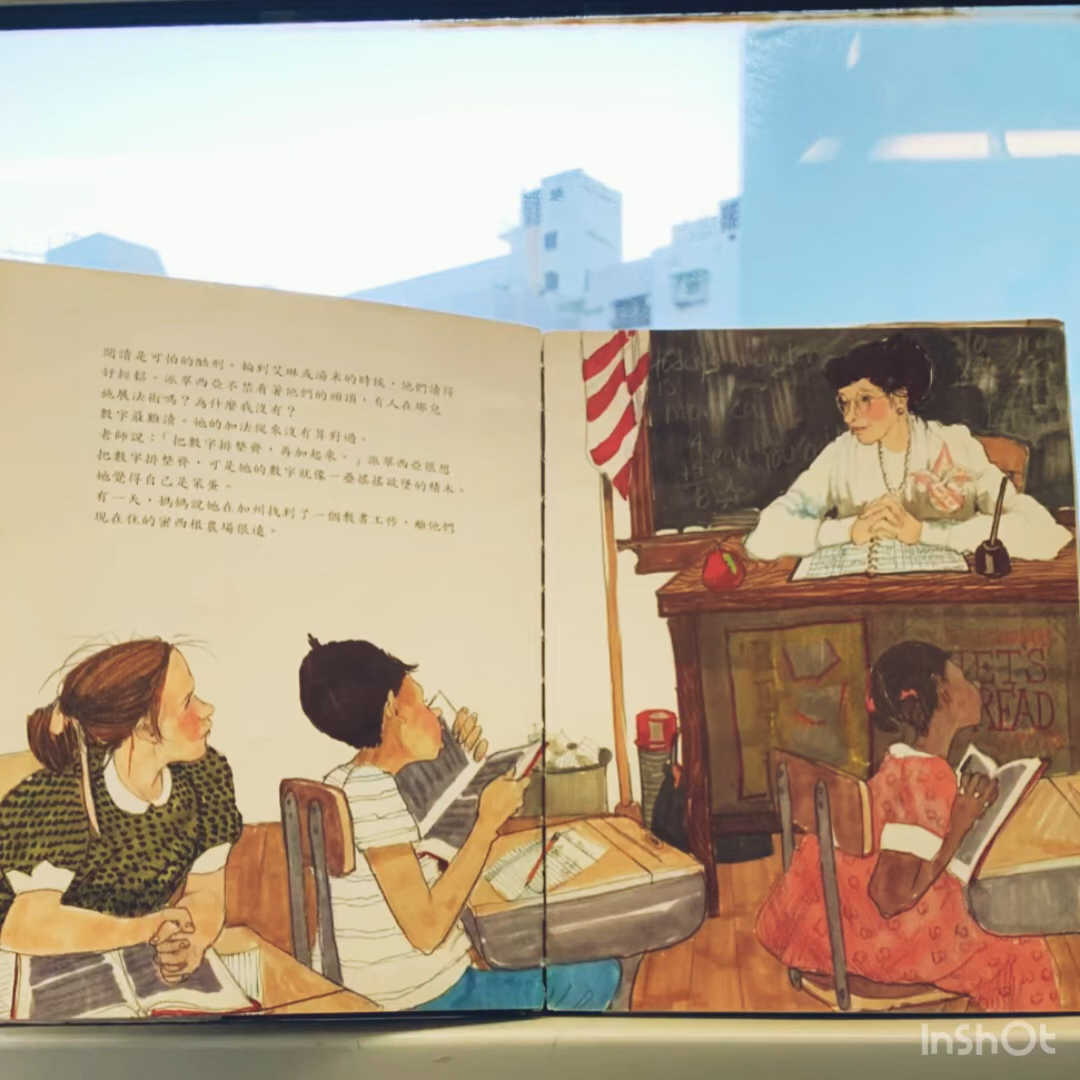 閱讀是可怕的酷刑。輪到艾琳或湯米的時候，他們讀得
好輕鬆。派翠西亞不禁看著他們的頭頂，有人在那兒
施展法術嗎？為什麼我沒有？
數字最難讀。她的加法從來沒有算對過。
老師說：「把數字排整齊，再加起來。」派翠西亞很想
把數字排整齊，可是她的數字就像一疊搖搖欲墜的積木。
她覺得自己是笨蛋。
有一天，媽媽說她在加州找到了一個教書工作，離他們
現在住的密西根農場很遠。
is
LET'S
READ
InShOt